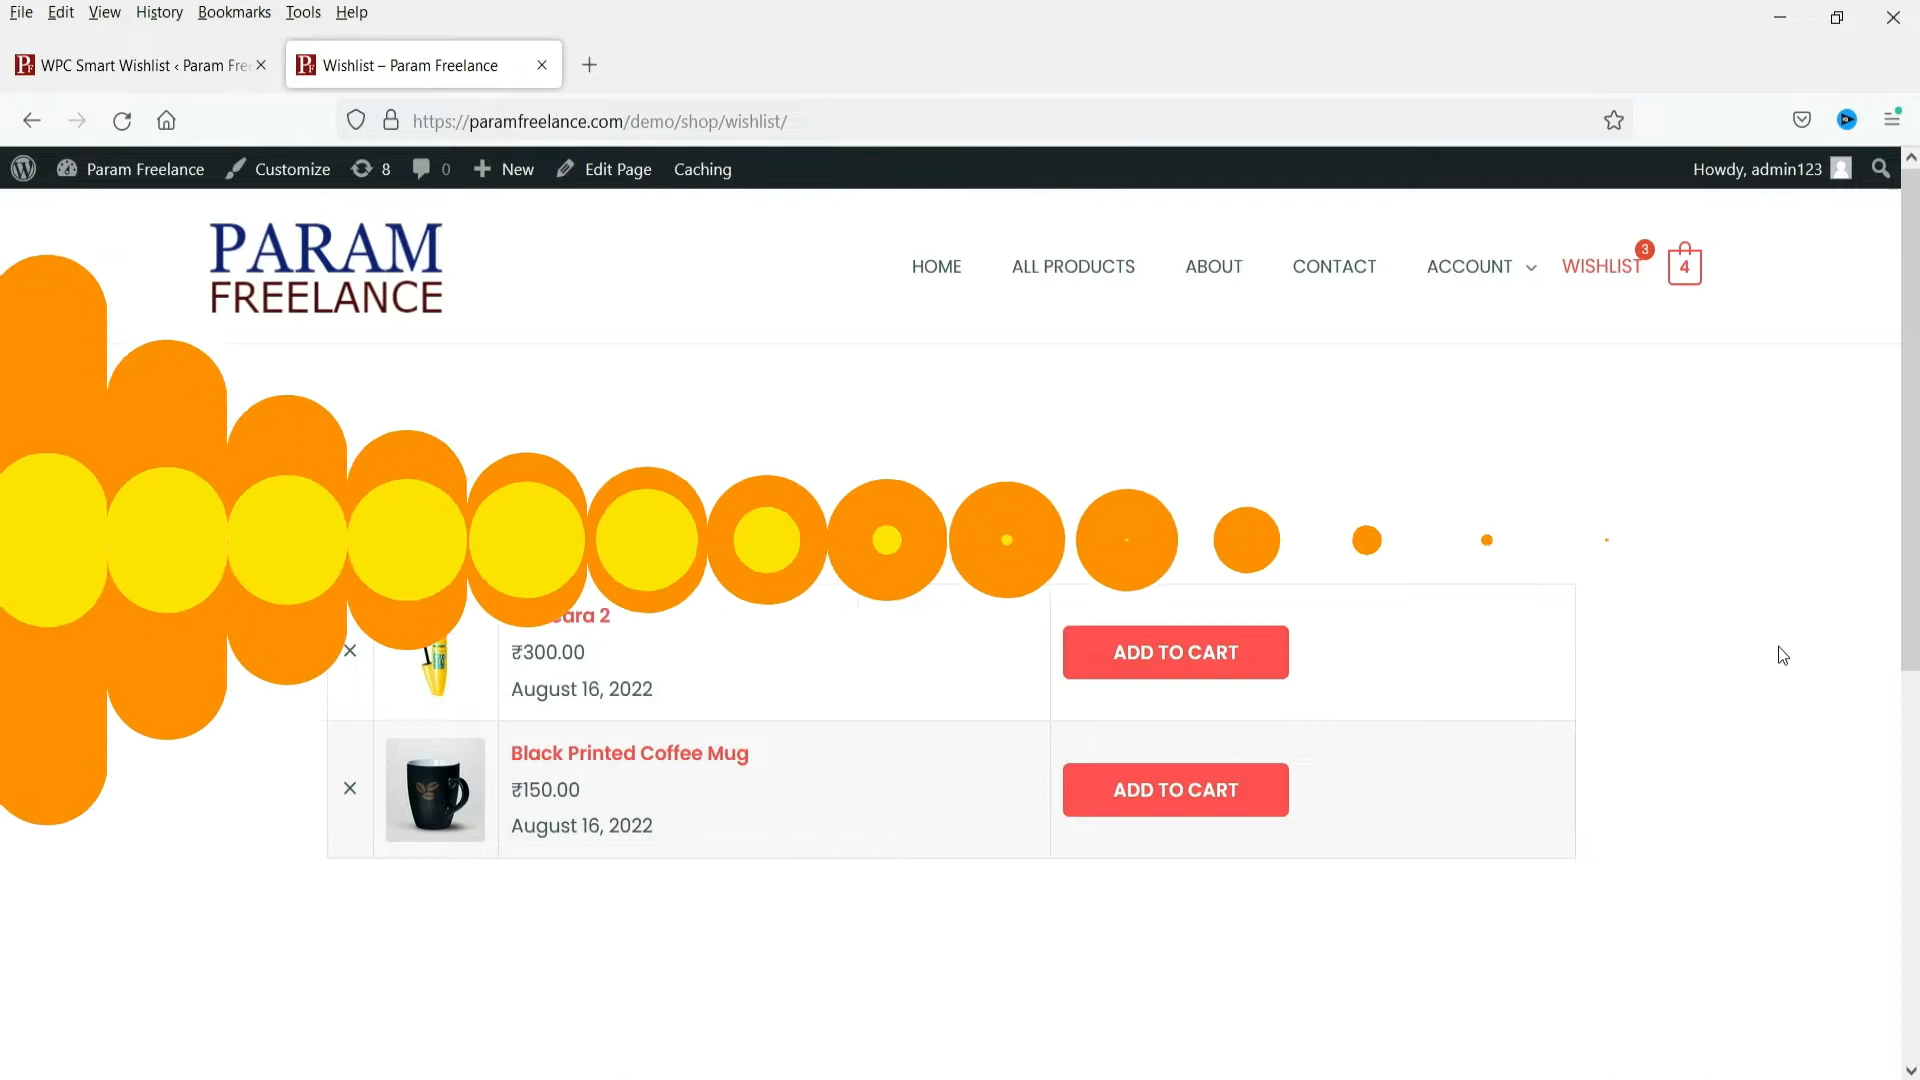 File Edit View History Bookmarks Tools Help
WPC Smart Wishlist ‹ Param Fre
Wishlist – Param Freelance
https://paramfreelance.com/demo/shop/wishlist/
Param Freelance Customize 8 0 New Edit Page Caching Howdy, admin123
PARAM
FREELANCE
HOME ALL PRODUCTS ABOUT CONTACT ACCOUNT WISHLIST 3 4
2
₹300.00
August 16, 2022
ADD TO CART
Black Printed Coffee Mug
₹150.00
August 16, 2022
ADD TO CART